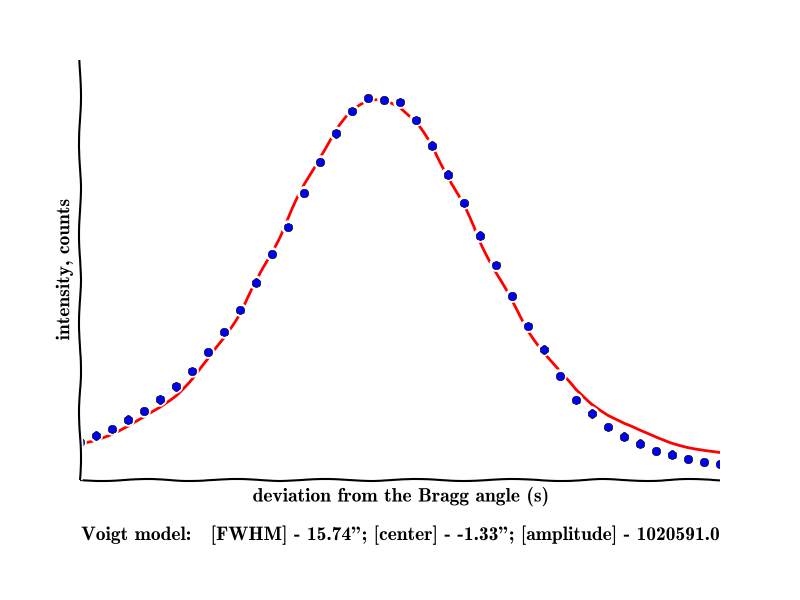 intensity, counts
deviation from the Bragg angle (s)
Voigt model: [FWHM] - 15.74”; [center] - -1.33”; [amplitude] - 1020591.0